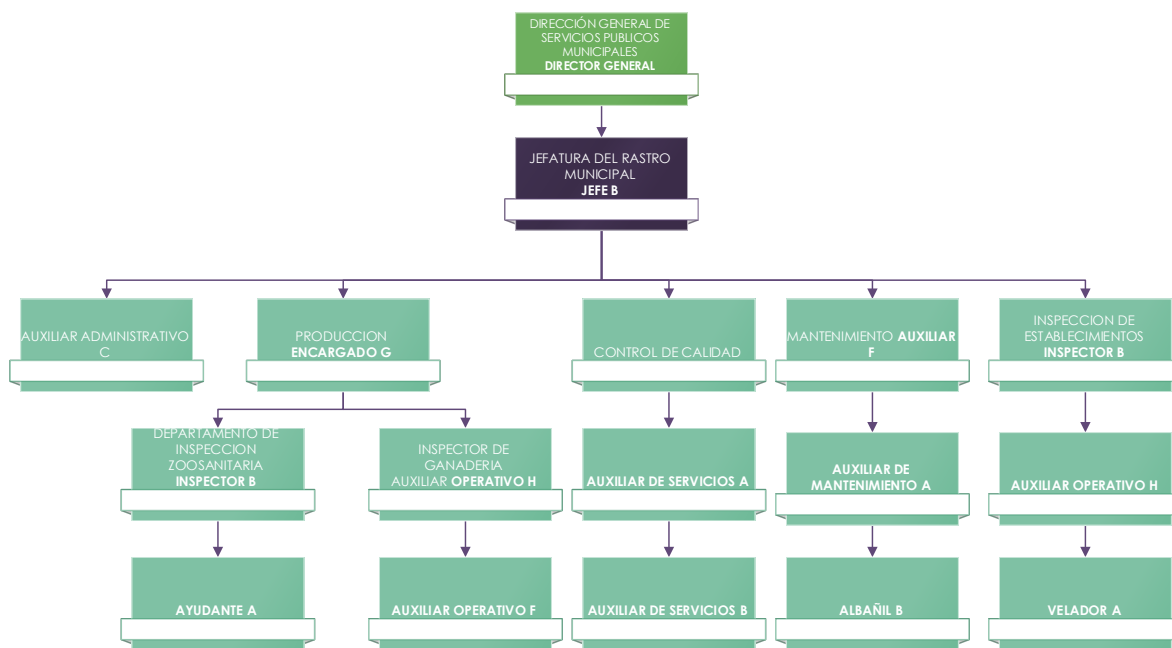 DIRECCIÓN GENERAL DE
SERVICIOS PUBLICOS
MUNICIPALES
DIRECTOR GENERAL
JEFATURA DEL RASTRO
MUNICIPAL
JEFE B
AUXILIAR ADMINISTRATIVO
C
PRODUCCION
ENCARGADO G
CONTROL DE CALIDAD
MANTENIMIENTO AUXILIAR
F
INSPECCION DE
ESTABLECIMIENTOS
INSPECTOR B
DEPARTAMENTO DE
INSPECCION
ZOOSANITARIA
INSPECTOR B
INSPECTOR DE
GANADERIA
AUXILIAR OPERATIVO H
AUXILIAR DE SERVICIOS A
AUXILIAR DE
MANTENIMIENTO A
AUXILIAR OPERATIVO H
AYUDANTE A
AUXILIAR OPERATIVO F
AUXILIAR DE SERVICIOS B
ALBAÑIL B
VELADOR A